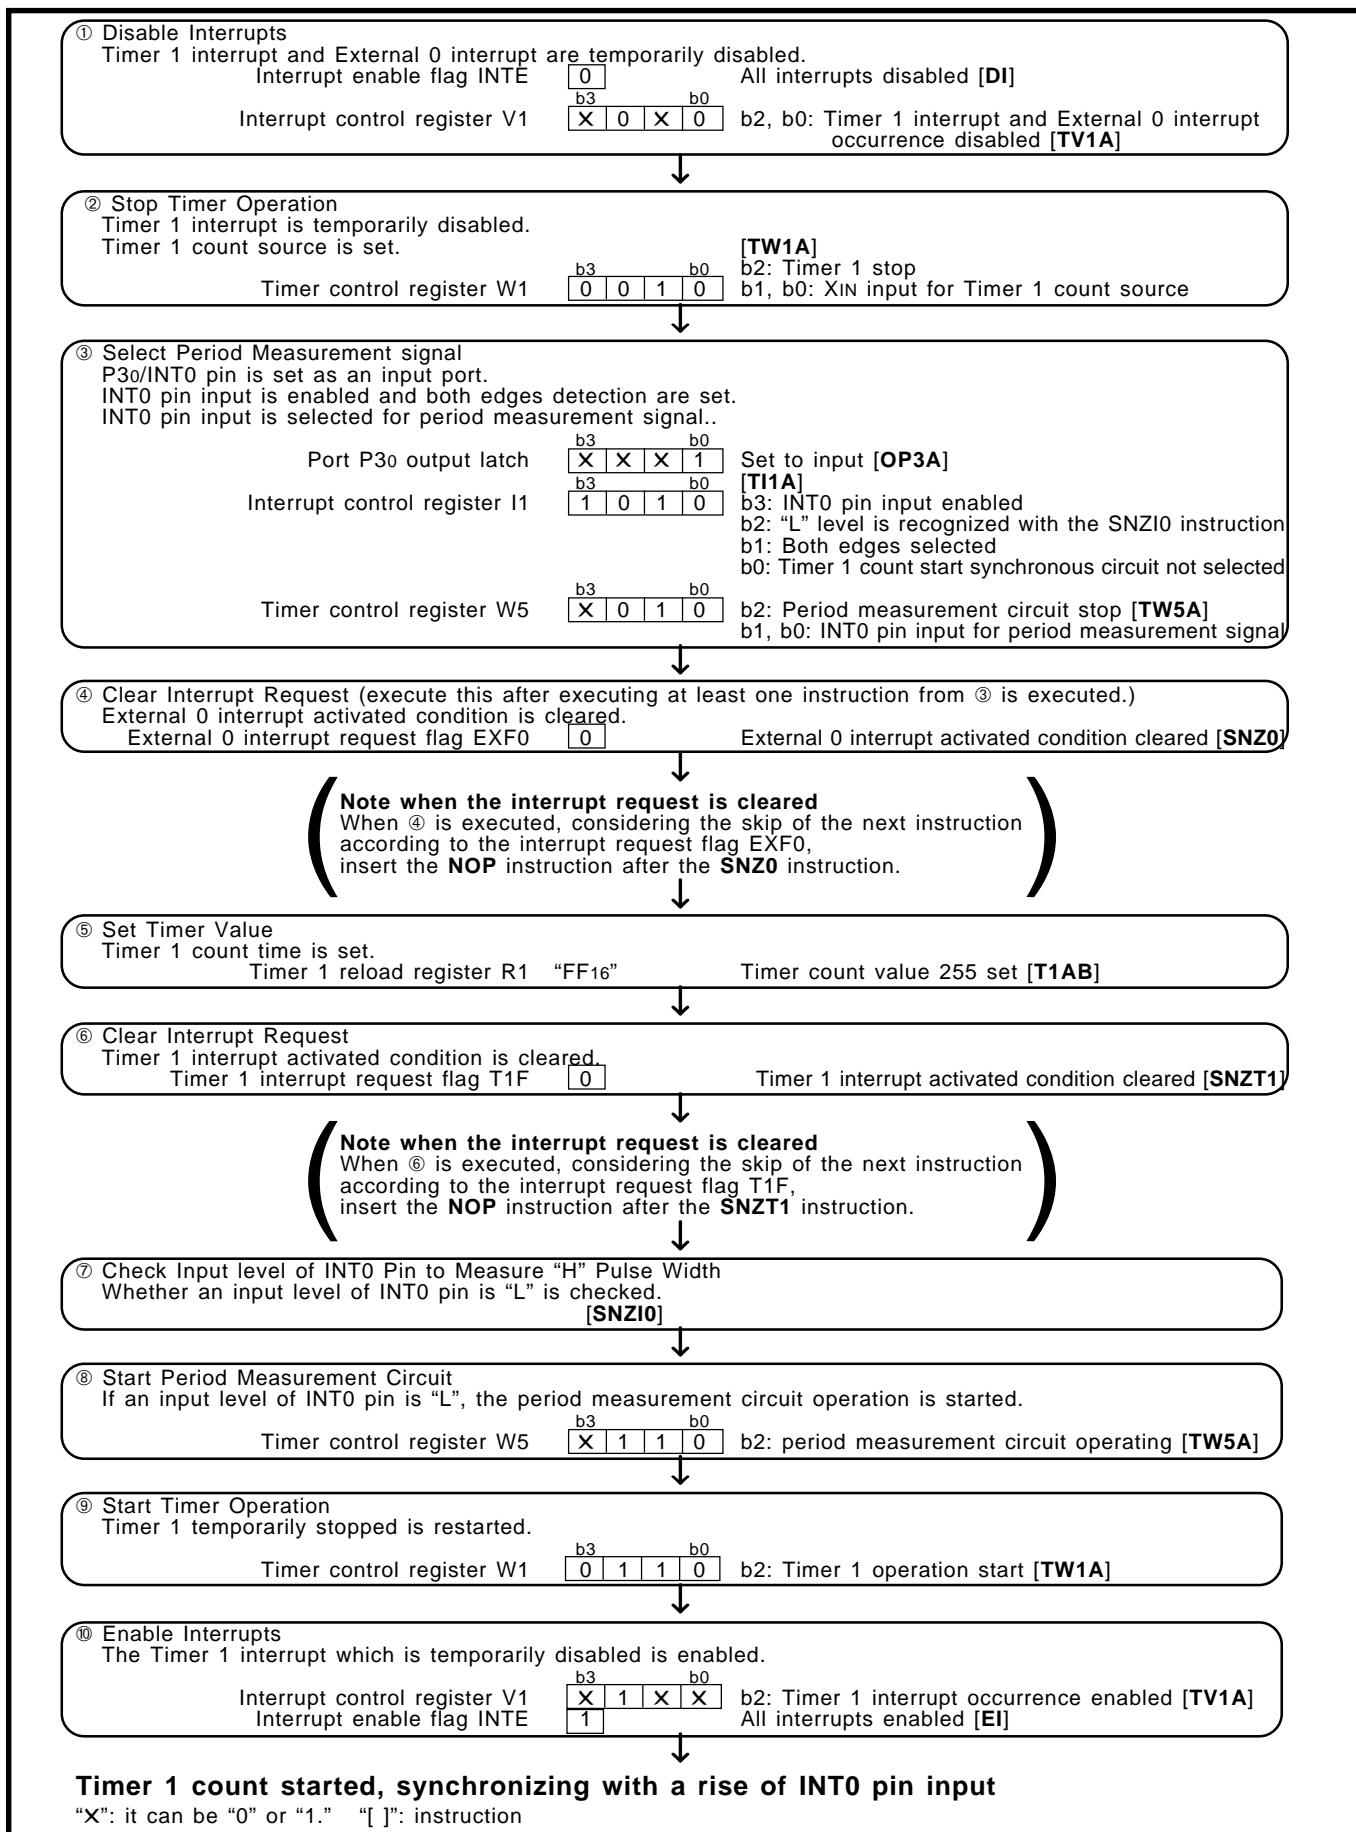 ① Disable Interrupts
Timer 1 interrupt and External 0 interrupt are temporarily disabled.
Interrupt enable flag INTE 0 All interrupts disabled [DI]
b3 b0
Interrupt control register V1 X 0 X 0 b2, b0: Timer 1 interrupt and External 0 interrupt
occurrence disabled [TV1A]
② Stop Timer Operation
Timer 1 interrupt is temporarily disabled.
Timer 1 count source is set. [TW1A]
b3 b0 b2: Timer 1 stop
Timer control register W1 0 0 1 0 b1, b0: XIN input for Timer 1 count source
③ Select Period Measurement signal
P30/INT0 pin is set as an input port.
INT0 pin input is enabled and both edges detection are set.
INT0 pin input is selected for period measurement signal..
b3 b0
Port P30 output latch X X X 1 Set to input [OP3A]
b3 b0 [TI1A]
Interrupt control register I1 1 0 1 0 b3: INT0 pin input enabled
b2: “L” level is recognized with the SNZI0 instruction
b1: Both edges selected
b0: Timer 1 count start synchronous circuit not selected
b3 b0
Timer control register W5 X 0 1 0 b2: Period measurement circuit stop [TW5A]
b1, b0: INT0 pin input for period measurement signal
④ Clear Interrupt Request (execute this after executing at least one instruction from ③ is executed.)
External 0 interrupt activated condition is cleared.
External 0 interrupt request flag EXF0 0 External 0 interrupt activated condition cleared [SNZ0]
Note when the interrupt request is cleared
When ④ is executed, considering the skip of the next instruction
according to the interrupt request flag EXF0,
insert the NOP instruction after the SNZ0 instruction.
⑤ Set Timer Value
Timer 1 count time is set.
Timer 1 reload register R1 “FF16” Timer count value 255 set [T1AB]
⑥ Clear Interrupt Request
Timer 1 interrupt activated condition is cleared.
Timer 1 interrupt request flag T1F 0 Timer 1 interrupt activated condition cleared [SNZT1]
Note when the interrupt request is cleared
When ⑥ is executed, considering the skip of the next instruction
according to the interrupt request flag T1F,
insert the NOP instruction after the SNZT1 instruction.
⑦ Check Input level of INT0 Pin to Measure “H” Pulse Width
Whether an input level of INT0 pin is “L” is checked.
[SNZI0]
⑧ Start Period Measurement Circuit
If an input level of INT0 pin is “L”, the period measurement circuit operation is started.
b3 b0
Timer control register W5 X 1 1 0 b2: period measurement circuit operating [TW5A]
⑨ Start Timer Operation
Timer 1 temporarily stopped is restarted.
b3 b0
Timer control register W1 0 1 1 0 b2: Timer 1 operation start [TW1A]
⑩ Enable Interrupts
The Timer 1 interrupt which is temporarily disabled is enabled.
b3 b0
Interrupt control register V1 X 1 X X b2: Timer 1 interrupt occurrence enabled [TV1A]
Interrupt enable flag INTE 1 All interrupts enabled [EI]
Timer 1 count started, synchronizing with a rise of INT0 pin input
“X”: it can be “0” or “1.” “[ ]”: instruction